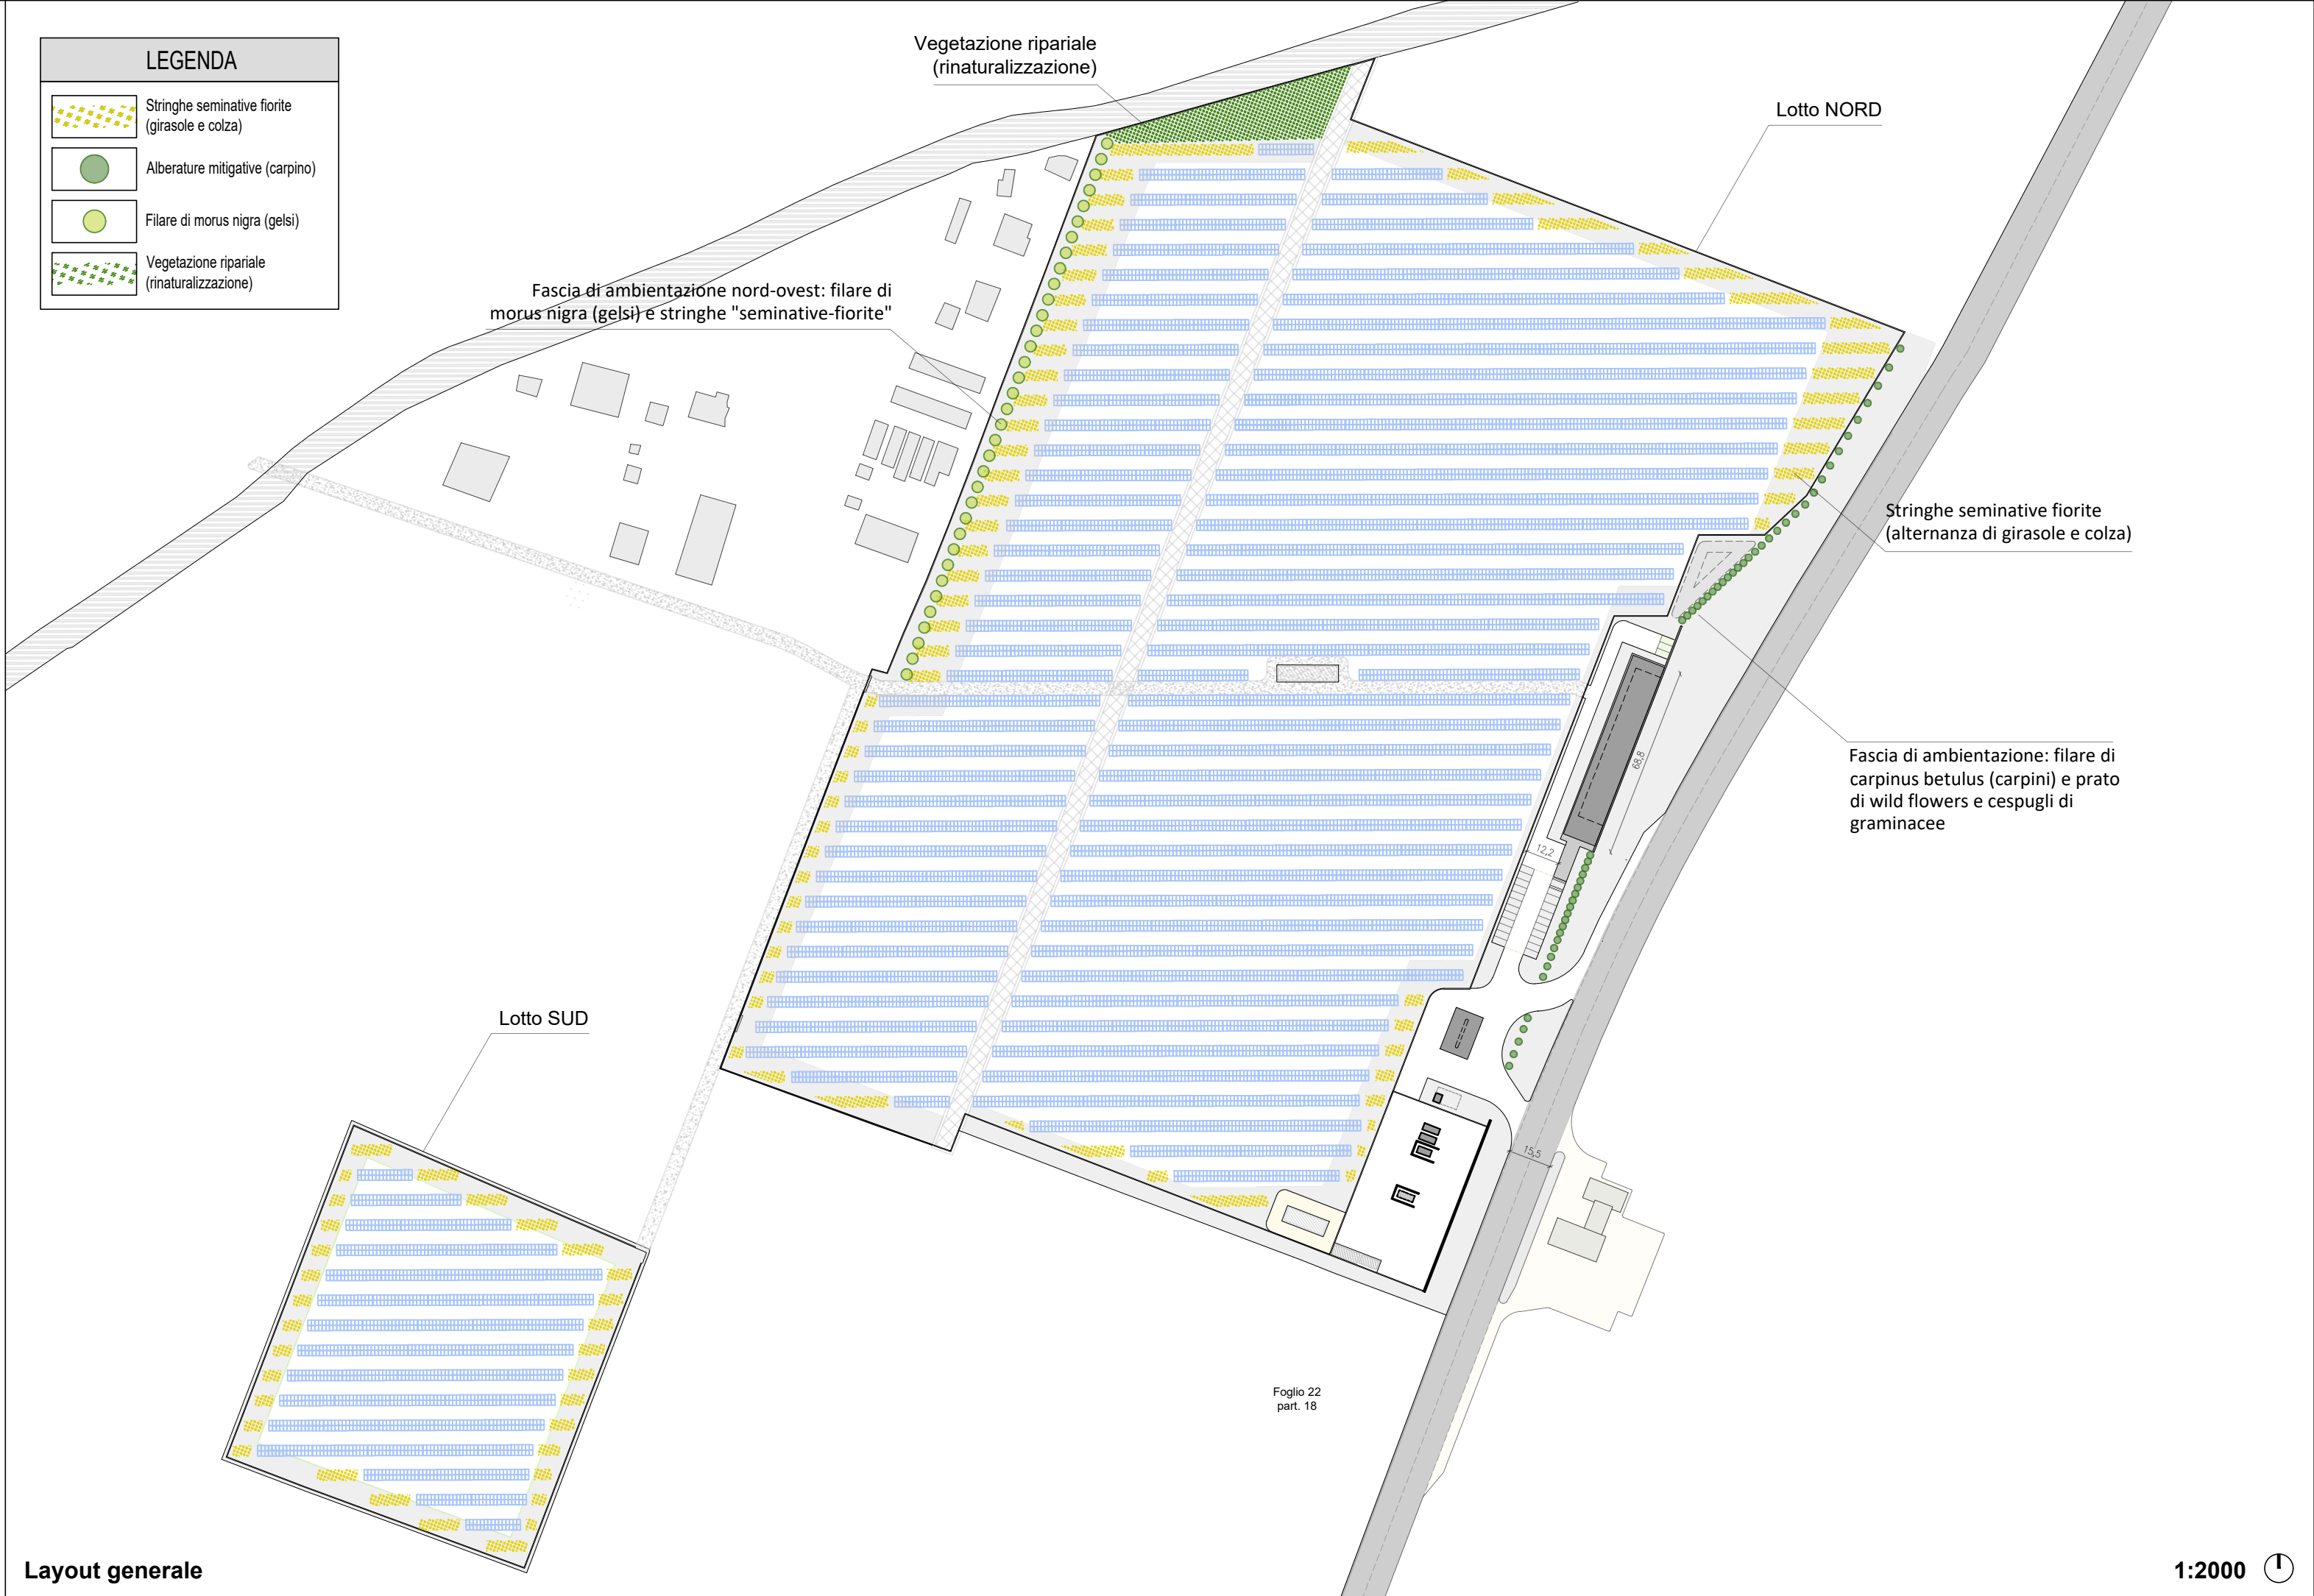 LEGENDA
Stringhe seminative fiorite
(girasole e colza)
Alberature mitigative (carpino)
Filare di morus nigra (gelsi)
Vegetazione ripariale
(rinaturalizzazione)
Vegetazione ripariale
(rinaturalizzazione)
Lotto NORD
Fascia di ambientazione nord-ovest: filare di
morus nigra (gelsi) e stringhe "seminative-fiorite"
Stringhe seminative fiorite
(alternanza di girasole e colza)
Fascia di ambientazione: filare di
carpinus betulus (carpini) e prato
di wild flowers e cespugli di
graminacee
68,8
12,2
Lotto SUD
15,5
Foglio 22
part. 18
Layout generale
1:2000